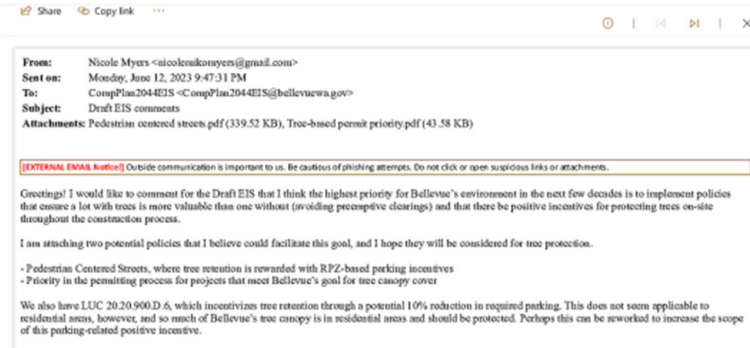 Share Copy link ...
From: Nicole Myers <nicolemikomyers@gmail.com>
Sent on: Monday, June 12, 2023 9:47:31 PM
To: CompPlan2044EIS <CompPlan2044EIS@bellevuewa.gov>
Subject: Draft EIS comments
Attachments: Pedestrian centered streets.pdf (339.52 KB), Tree-based permit priority.pdf (43.58 KB)
[EXTERNAL EMAIL Notice!] Outside communication is important to us. Be cautious of phishing attempts. Do not click or open suspicious links or attachments.
Greetings! I would like to comment for the Draft EIS that I think the highest priority for Bellevue's environment in the next few decades is to implement policies
that ensure a lot with trees is more valuable than one without (avoiding preemptive clearings) and that there be positive incentives for protecting trees on-site
throughout the construction process.
I am attaching two potential policies that I believe could facilitate this goal, and I hope they will be considered for tree protection.
- Pedestrian Centered Streets, where tree retention is rewarded with RPZ-based parking incentives
- Priority in the permitting process for projects that meet Bellevue's goal for tree canopy cover
We also have LUC 20.20.900.D.6, which incentivizes tree retention through a potential 10% reduction in required parking. This does not seem applicable to
residential areas, however, and so much of Bellevue's tree canopy is in residential areas and should be protected. Perhaps this can be reworked to increase the scope
of this parking-related positive incentive.